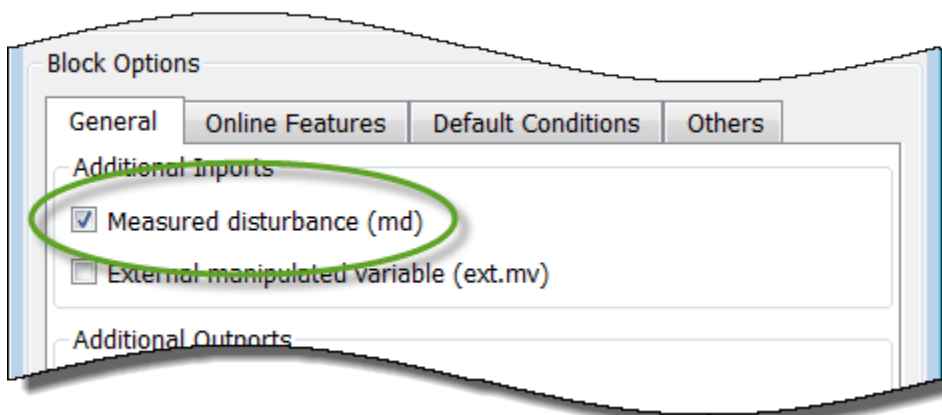 Block Options
General Online Features Default Conditions Others
Additional Inports
Measured disturbance (md)
External manipulated variable (ext.mv)
Additional Outports